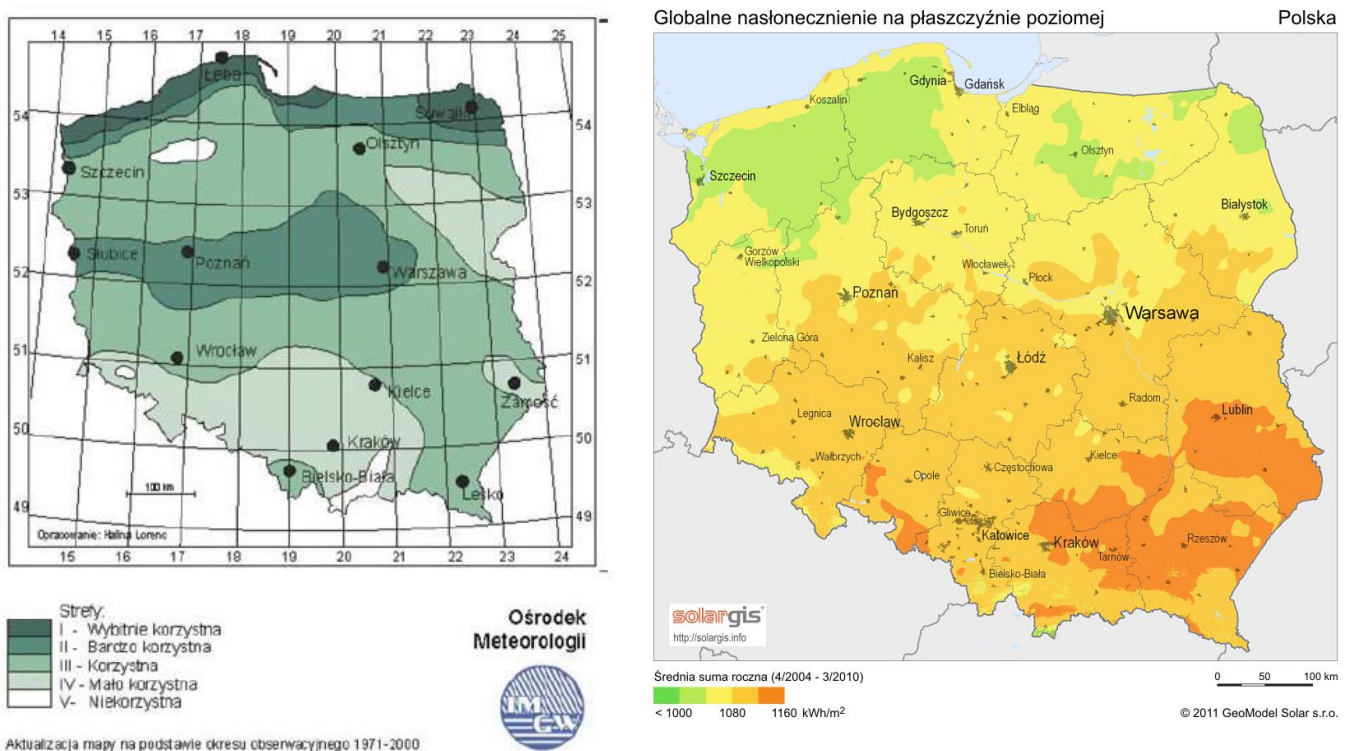 14 15 16 17 18 19 20 21 22 23 24 25
Łeba
Suwałki
54 54
Olsztyn
Szczecin
53 53
Słubice
Poznań
Warszawa
52 52
51 51
Wrocław
Kielce
Zamość
50 50
Kraków
Bielsko-Biała
Lesko
100 km
49 49
Opracowanie: Halina Lorenc
15 16 17 18 19 20 21 22 23 24
Strefy:
I - Wybitnie korzystna
II - Bardzo korzystna
III - Korzystna
IV - Mało korzystna
V- Niekorzystna
Ośrodek
Meteorologii
IM
GW
Aktualizacja mapy na podstawie okresu obserwacyjnego 1971-2000
Globalne nasłonecznienie na płaszczyźnie poziomej Polska
Gdynia
Gdańsk
Koszalin
Elbląg
Olsztyn
Szczecin
Bydgoszcz
Białystok
Toruń
Gorzów
Wielkopolski
Włocławek
Płock
Poznań
Warsawa
Zielona Góra
Kalisz
Łódź
Radom
Legnica
Wrocław
Lublin
Wałbrzych
Opole
Częstochowa
Kielce
Gliwice
Katowice
Kraków
Tarnów
Rzeszów
Bielsko-Biała
solargis
http://solargis.info
Średnia suma roczna (4/2004 - 3/2010)
0 50 100 km
< 1000 1080 1160 kWh/m²
© 2011 GeoModel Solar s.r.o.